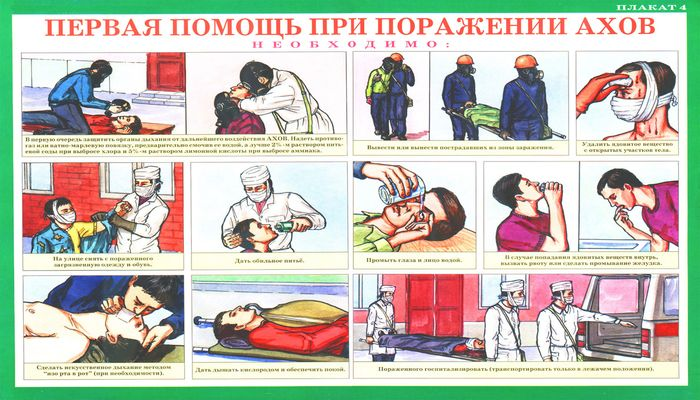 ПЛАКАТ 4
ПЕРВАЯ ПОМОЩЬ ПРИ ПОРАЖЕНИИ АХОВ
НЕОБХОДИМО:
В первую очередь защитить органы дыхания от дальнейшего воздействия АХОВ. Надеть противо-
газ или ватно-марлевую повязку, предварительно смочив ее водой, а лучше 2%-м раствором пить-
евой соды при выбросе хлора и 5%-м раствором лимонной кислоты при выбросе аммиака.
Вывести или вынести пострадавших из зоны заражения.
Удалить ядовитое вещество
с открытых участков тела.
На улице снять с пораженного
загрязненную одежду и обувь.
Дать обильное питьё.
Промыть глаза и лицо водой.
В случае попадания ядовитых веществ внутрь,
вызвать рвоту или сделать промывание желудка.
Сделать искусственное дыхание методом
"изо рта в рот" (при необходимости).
Дать дышать кислородом и обеспечить покой.
Пораженного госпитализировать (транспортировать только в лежачем положении).